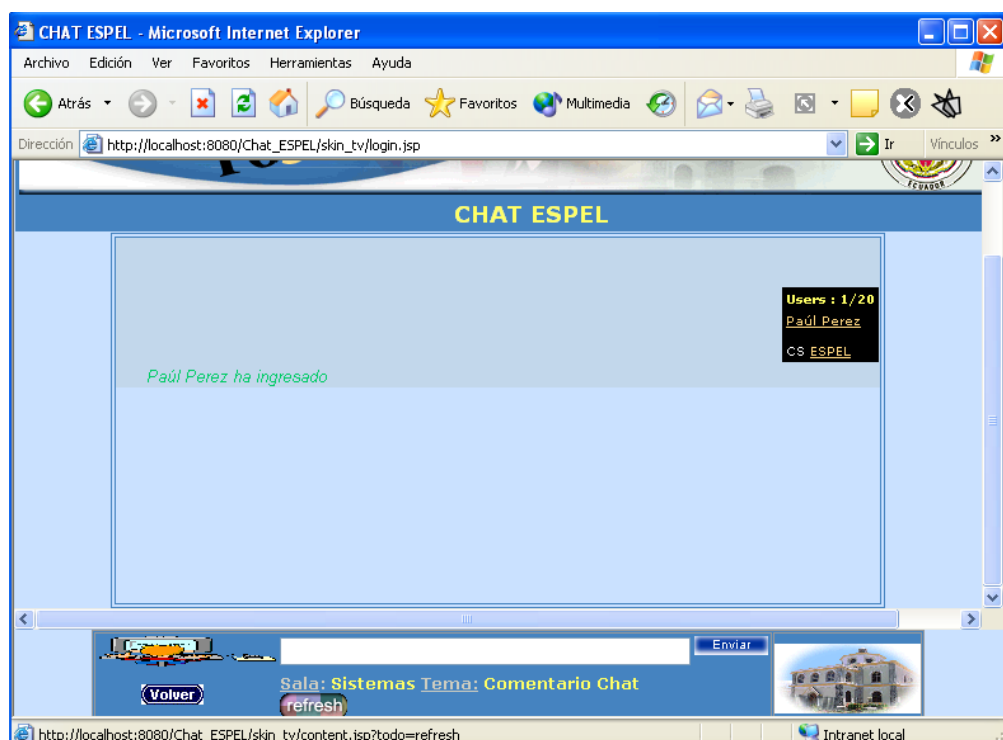 CHAT ESPEL - Microsoft Internet Explorer
Archivo Edición Ver Favoritos Herramientas Ayuda
Atrás Búsqueda Favoritos Multimedia
Dirección http://localhost:8080/Chat_ESPEL/skin_tv/login.jsp Ir Vínculos »
ECUADOR
CHAT ESPEL
Users : 1/20
Paúl Perez
CS ESPEL
Paúl Perez ha ingresado
Enviar
Volver
Sala: Sistemas Tema: Comentario Chat
refresh
http://localhost:8080/Chat_ESPEL/skin_tv/content.jsp?todo=refresh Intranet local